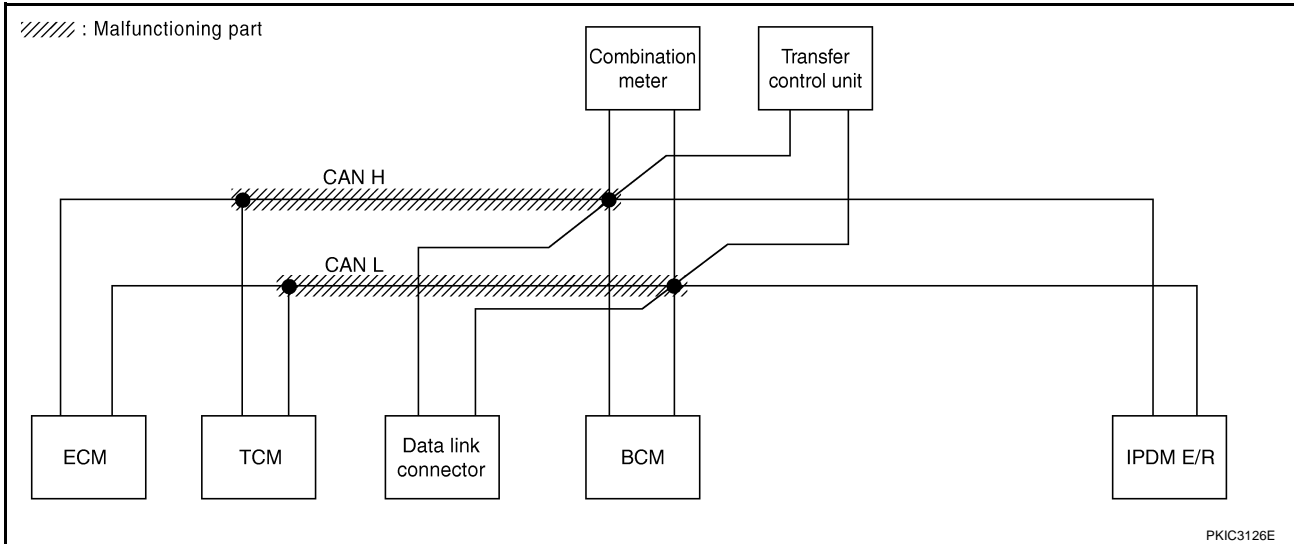 : Malfunctioning part
Combination
meter
Transfer
control unit
CAN H
CAN L
ECM
TCM
Data link
connector
BCM
IPDM E/R
PKIC3126E